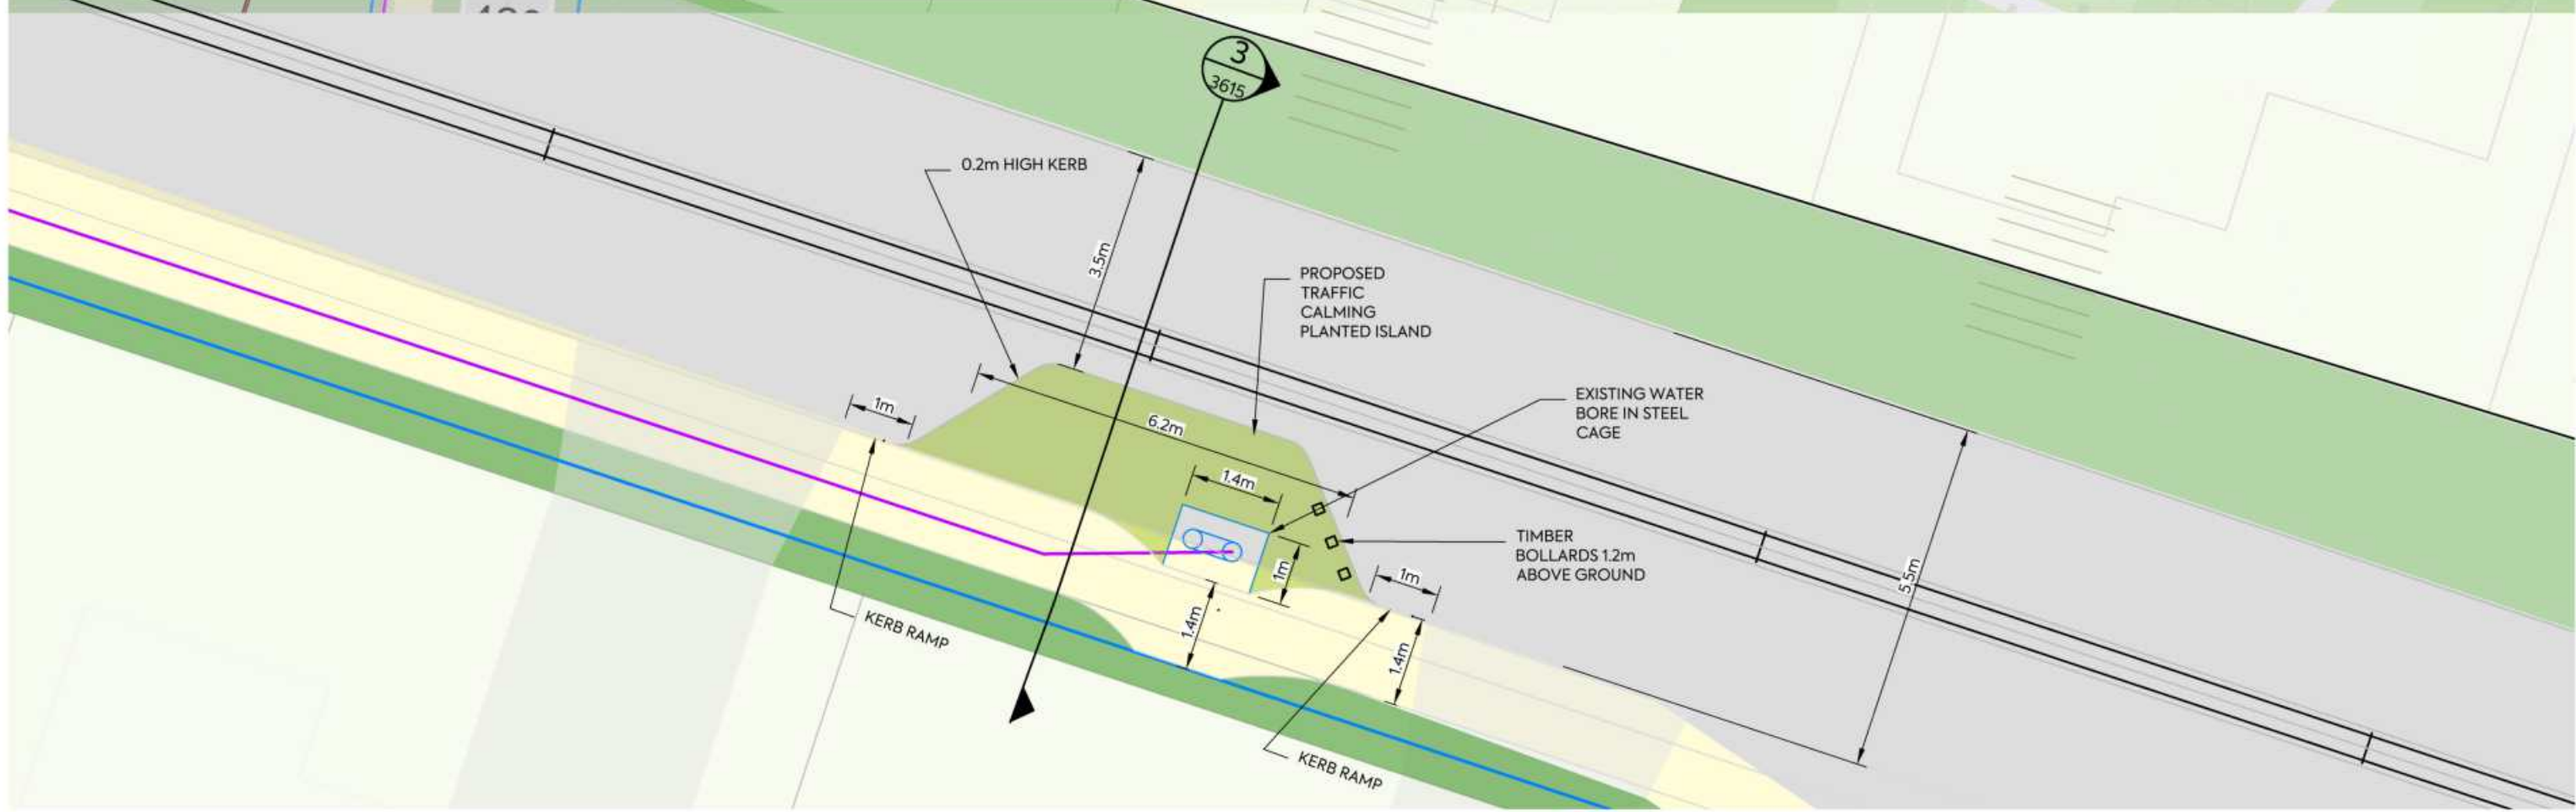 3
3615
0.2m HIGH KERB
3.5m
PROPOSED
TRAFFIC
CALMING
PLANTED ISLAND
1m
6.2m
EXISTING WATER
BORE IN STEEL
CAGE
1.4m
TIMBER
BOLLARDS 1.2m
ABOVE GROUND
1m
1m
5.5m
1.4m
KERB RAMP
1.4m
KERB RAMP